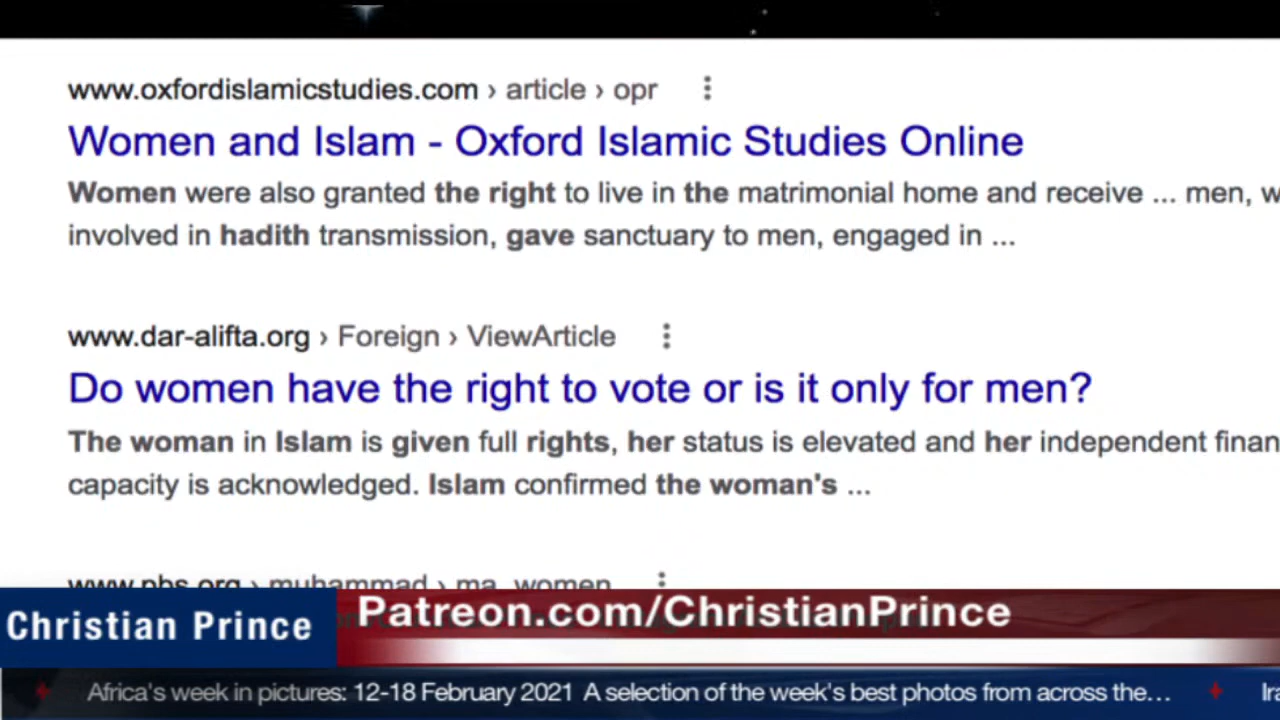 www.oxfordislamicstudies.com › article › opr
Women and Islam - Oxford Islamic Studies Online
Women were also granted the right to live in the matrimonial home and receive ... men,
involved in hadith transmission, gave sanctuary to men, engaged in ...
www.dar-alifta.org › Foreign › ViewArticle
Do women have the right to vote or is it only for men?
The woman in Islam is given full rights, her status is elevated and her independent finan
capacity is acknowledged. Islam confirmed the woman's ...
www.pbs.org › muhammad › ma_women
Christian Prince
Patreon.com/ChristianPrince
Africa's week in pictures: 12-18 February 2021 A selection of the week's best photos from across the...